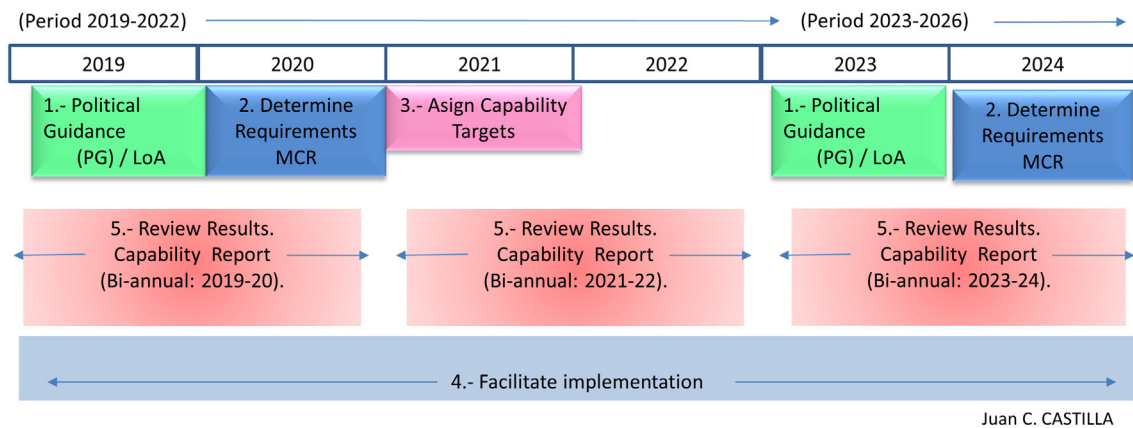 (Period 2019-2022)
(Period 2023-2026)
2019
2020
2021
2022
2023
2024
1.- Political
Guidance
(PG) / LoA
2. Determine
Requirements
MCR
3.- Asign Capability
Targets
1.- Political
Guidance
(PG) / LoA
2. Determine
Requirements
MCR
5.- Review Results.
Capability Report
(Bi-annual: 2019-20).
5.- Review Results.
Capability Report
(Bi-annual: 2021-22).
5.- Review Results.
Capability Report
(Bi-annual: 2023-24).
4.- Facilitate implementation
Juan C. CASTILLA